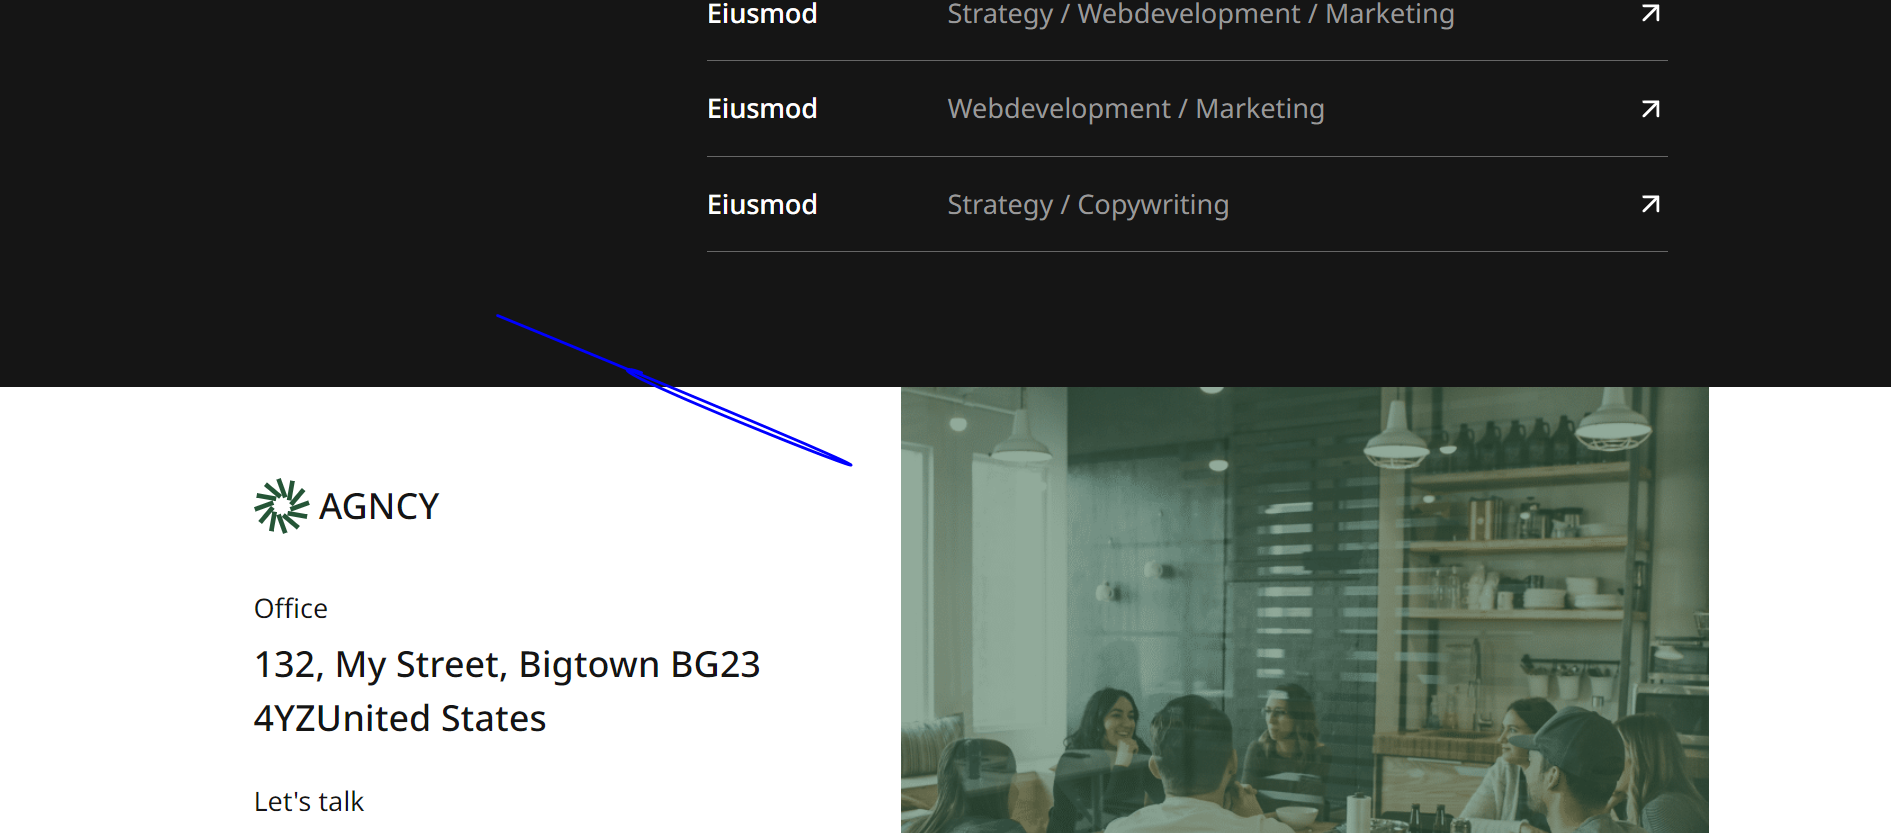 Eiusmod Strategy / Webdevelopment / Marketing
Eiusmod Webdevelopment / Marketing
Eiusmod Strategy / Copywriting
AGNCY
Office
132, My Street, Bigtown BG23
4YZUnited States
Let's talk